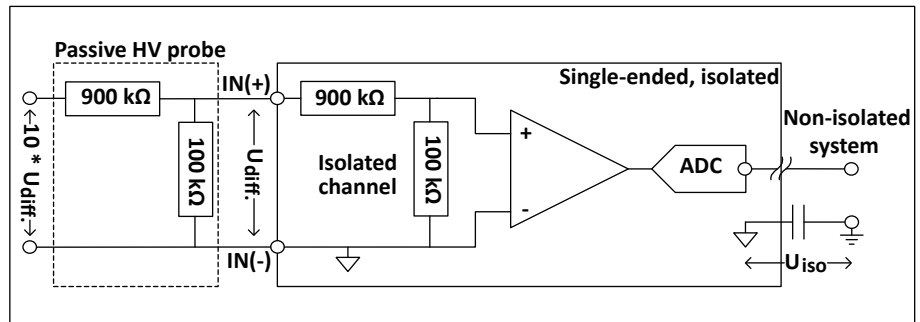 Passive HV probe
IN(+)
Single-ended, isolated
900 kΩ
900 kΩ
Non-isolated
system
10 * Udiff.
100 kΩ
Udiff.
Isolated
channel
100 kΩ
+
-
ADC
IN(-)
Uiso